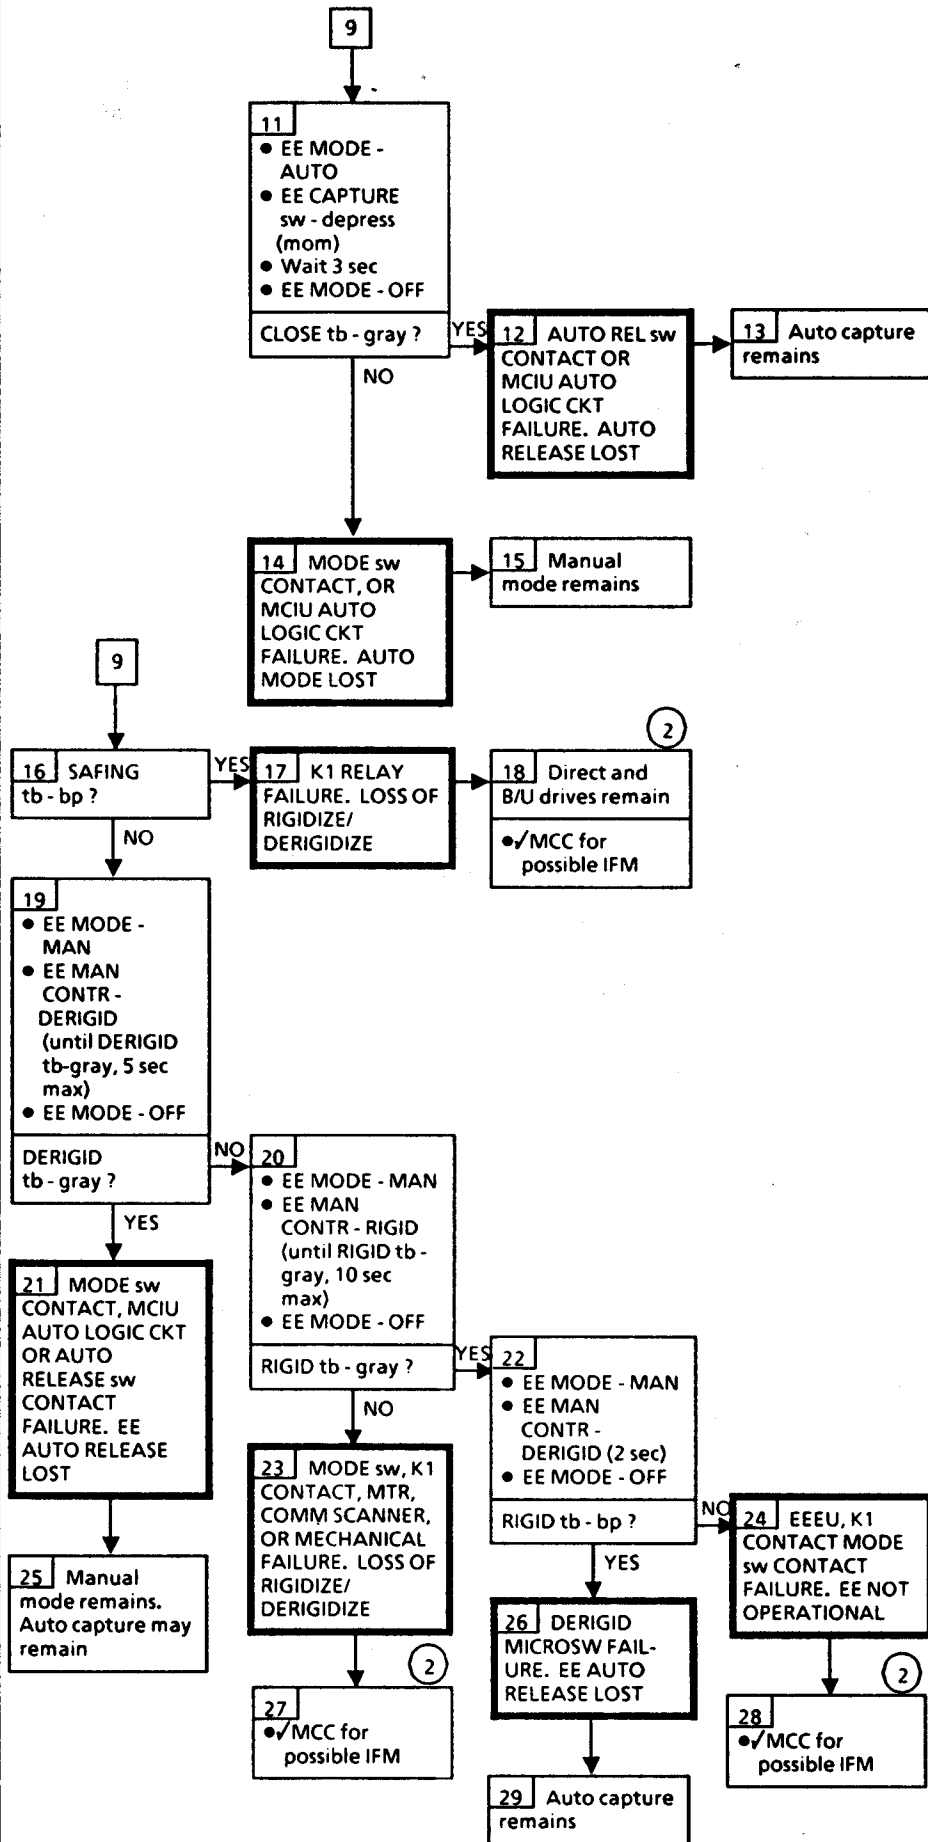 9
11
● EE MODE -
AUTO
● EE CAPTURE
sw - depress
(mom)
● Wait 3 sec
● EE MODE - OFF
CLOSE tb - gray ?
YES
NO
12 AUTO REL sw
CONTACT OR
MCIU AUTO
LOGIC CKT
FAILURE. AUTO
RELEASE LOST
13 Auto capture
remains
14 MODE sw
CONTACT, OR
MCIU AUTO
LOGIC CKT
FAILURE. AUTO
MODE LOST
15 Manual
mode remains
9
16 SAFING
tb - bp ?
YES
NO
17 K1 RELAY
FAILURE. LOSS OF
RIGIDIZE/
DERIGIDIZE
2
18 Direct and
B/U drives remain
●✓MCC for
possible IFM
19
● EE MODE -
MAN
● EE MAN
CONTR -
DERIGID
(until DERIGID
tb-gray, 5 sec
max)
● EE MODE - OFF
DERIGID
tb - gray ?
NO
YES
20
● EE MODE - MAN
● EE MAN
CONTR - RIGID
(until RIGID tb -
gray, 10 sec
max)
● EE MODE - OFF
RIGID tb - gray ?
YES
NO
21 MODE sw
CONTACT, MCIU
AUTO LOGIC CKT
OR AUTO
RELEASE sw
CONTACT
FAILURE. EE
AUTO RELEASE
LOST
22
● EE MODE - MAN
● EE MAN
CONTR -
DERIGID (2 sec)
● EE MODE - OFF
RIGID tb - bp ?
NO
YES
23 MODE sw, K1
CONTACT, MTR,
COMM SCANNER,
OR MECHANICAL
FAILURE. LOSS OF
RIGIDIZE/
DERIGIDIZE
24 EEEU, K1
CONTACT MODE
sw CONTACT
FAILURE. EE NOT
OPERATIONAL
25 Manual
mode remains.
Auto capture may
remain
26 DERIGID
MICROSW FAIL-
URE. EE AUTO
RELEASE LOST
2
27
●✓MCC for
possible IFM
2
28
●✓MCC for
possible IFM
29 Auto capture
remains